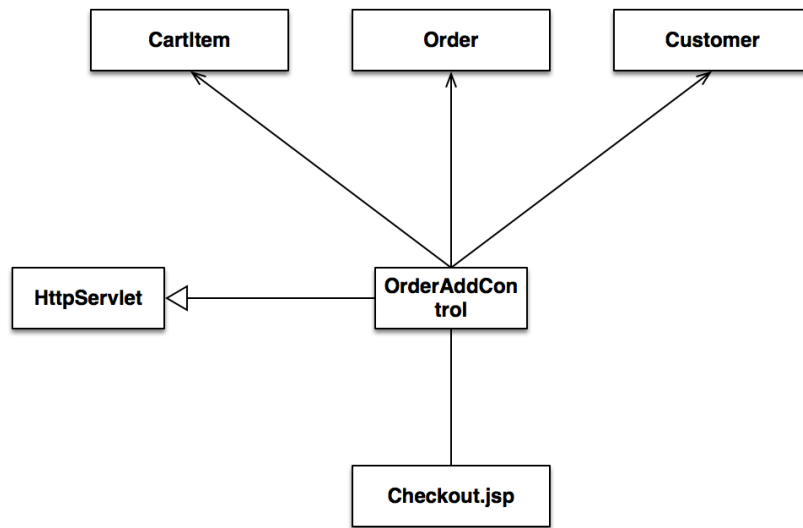 CartItem
Order
Customer
HttpServlet
OrderAddCon
trol
Checkout.jsp